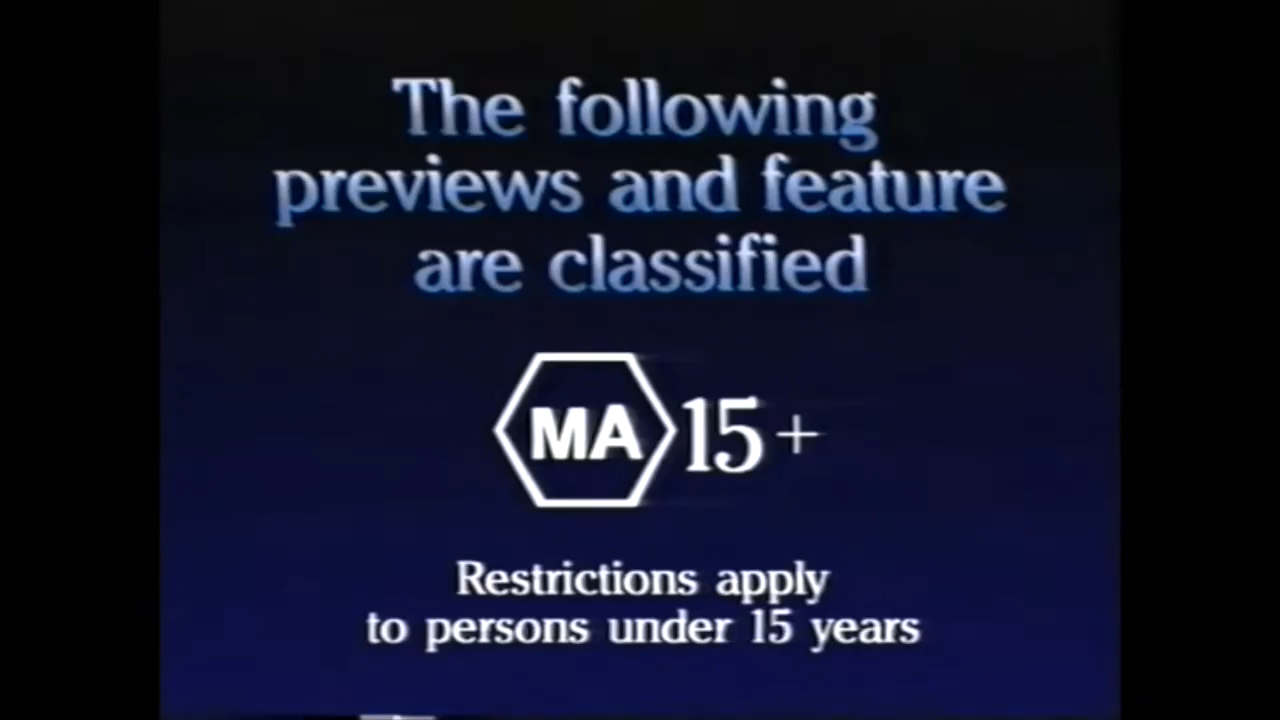 The following
previews and feature
are classified
MA 15+
Restrictions apply
to persons under 15 years